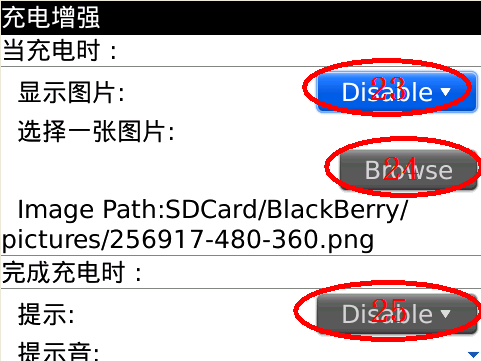 充电增强
当充电时：
显示图片: Disable 23
选择一张图片:
Browse 24
Image Path:SDCard/BlackBerry/
pictures/256917-480-360.png
完成充电时：
提示: Disable 25
提示音: